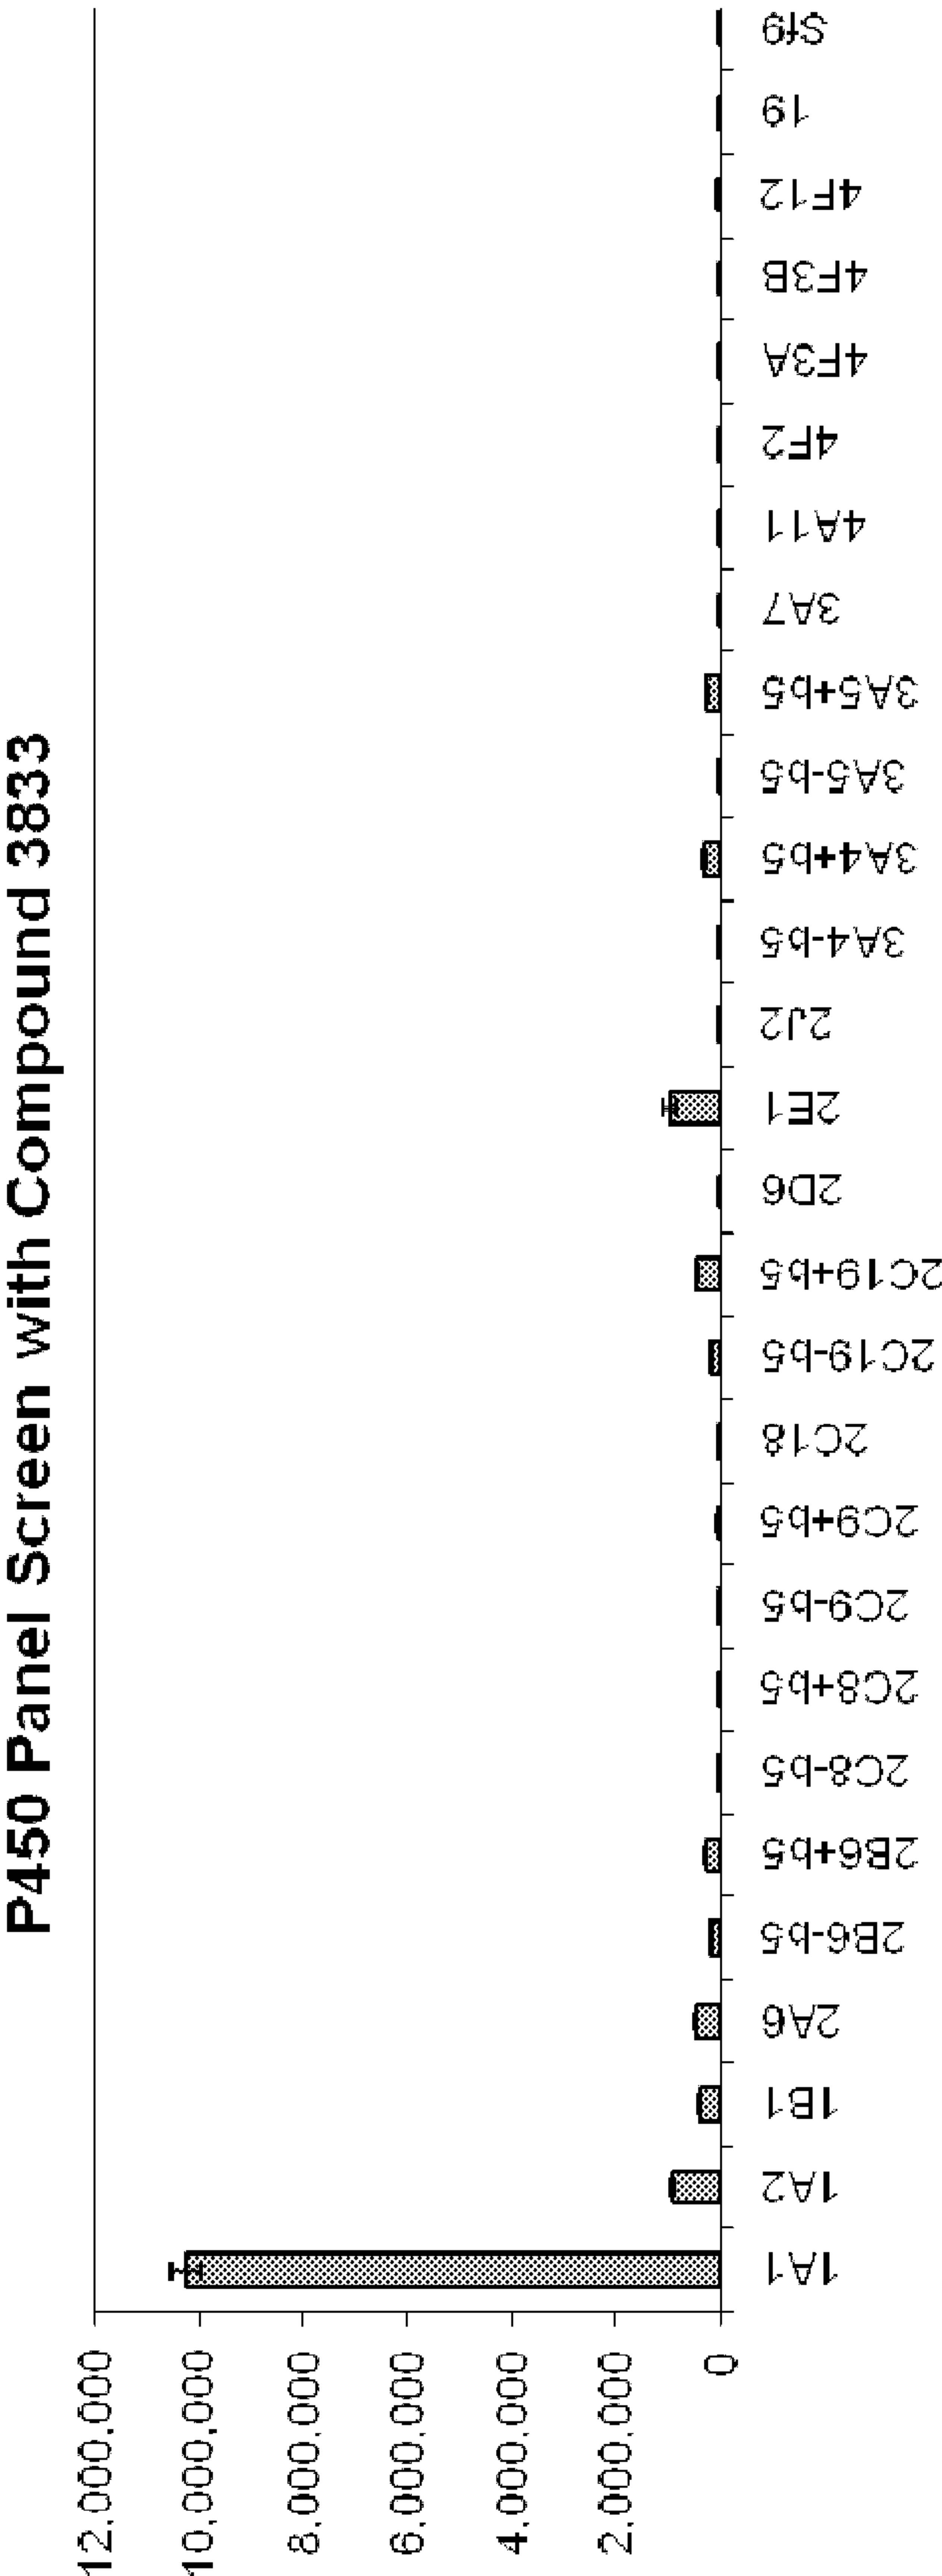 P450 Panel Screen with Compound 3833
12,000,000
10,000,000
8,000,000
6,000,000
4,000,000
2,000,000
0
1A1
1A2
1B1
2A6
2B6-b5
2B6+b5
2C8-b5
2C8+b5
2C9-b5
2C9+b5
2C18
2C19-b5
2C19+b5
2D6
2E1
2J2
3A4-b5
3A4+b5
3A5-b5
3A5+b5
3A7
4A11
4F2
4F3A
4F3B
4F12
19
Sf9